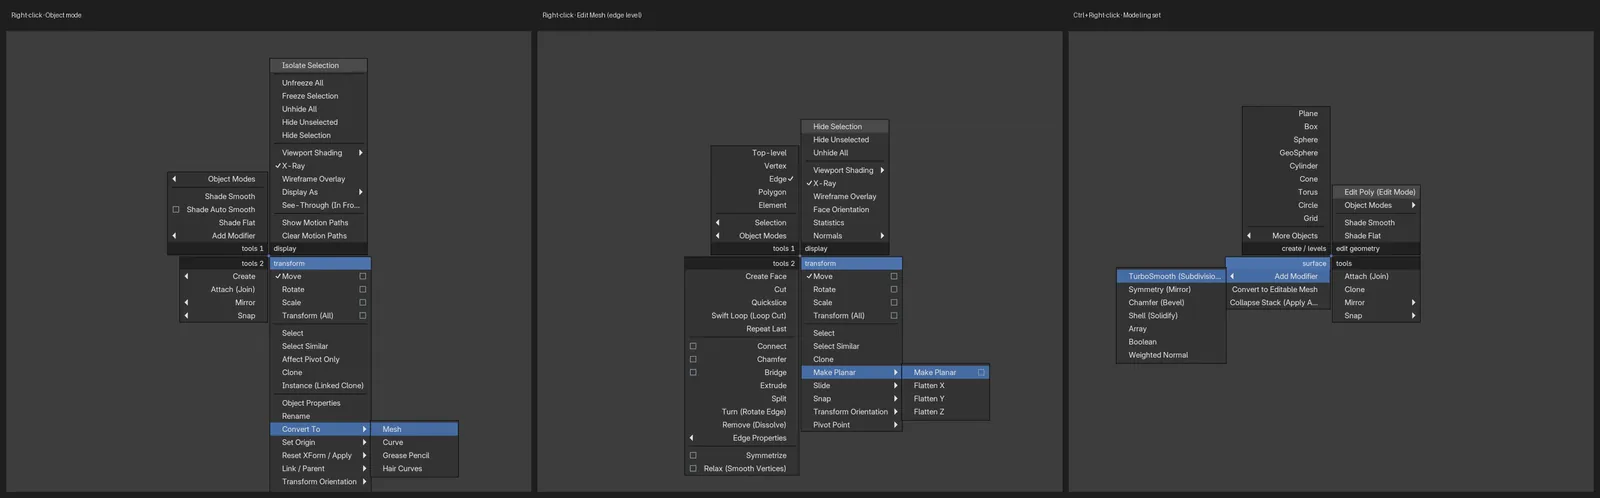 Right-click · Object mode
Isolate Selection
Unfreeze All
Freeze Selection
Unhide All
Hide Unselected
Hide Selection
Viewport Shading
X-Ray
Wireframe Overlay
Display As
See-Through (In Fro...
Show Motion Paths
Clear Motion Paths
display
Object Modes
Shade Smooth
Shade Auto Smooth
Shade Flat
Add Modifier
tools 1
tools 2
Create
Attach (Join)
Mirror
Snap
transform
Move
Rotate
Scale
Transform (All)
Select
Select Similar
Affect Pivot Only
Clone
Instance (Linked Clone)
Object Properties
Rename
Convert To
Set Origin
Reset XForm / Apply
Link / Parent
Transform Orientation
Mesh
Curve
Grease Pencil
Hair Curves
Right-click · Edit Mesh (edge level)
Hide Selection
Hide Unselected
Unhide All
Viewport Shading
X-Ray
Wireframe Overlay
Face Orientation
Statistics
Normals
display
Top-level
Vertex
Edge
Polygon
Element
Selection
Object Modes
tools 1
tools 2
Create Face
Cut
Quickslice
Swift Loop (Loop Cut)
Repeat Last
Connect
Chamfer
Bridge
Extrude
Split
Turn (Rotate Edge)
Remove (Dissolve)
Edge Properties
Symmetrize
Relax (Smooth Vertices)
transform
Move
Rotate
Scale
Transform (All)
Select
Select Similar
Clone
Make Planar
Slide
Snap
Transform Orientation
Pivot Point
Make Planar
Flatten X
Flatten Y
Flatten Z
Ctrl+Right-click · Modeling set
Plane
Box
Sphere
GeoSphere
Cylinder
Cone
Torus
Circle
Grid
More Objects
create / levels
Edit Poly (Edit Mode)
Object Modes
Shade Smooth
Shade Flat
edit geometry
surface
Add Modifier
Convert to Editable Mesh
Collapse Stack (Apply A...
TurboSmooth (Subdivisio...
Symmetry (Mirror)
Chamfer (Bevel)
Shell (Solidify)
Array
Boolean
Weighted Normal
tools
Attach (Join)
Clone
Mirror
Snap